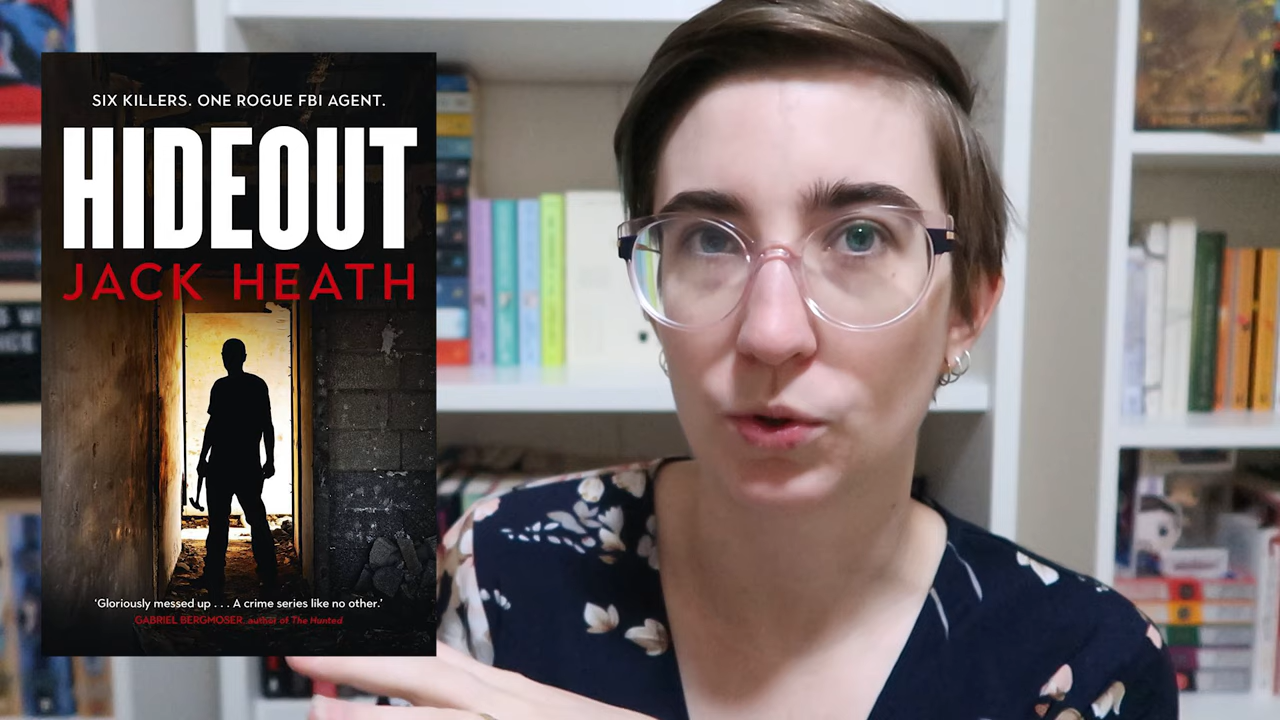 SIX KILLERS. ONE ROGUE FBI AGENT.
HIDEOUT
JACK HEATH
'Gloriously messed up . . . A crime series like no other.'
GABRIEL BERGMOSER, author of The Hunted